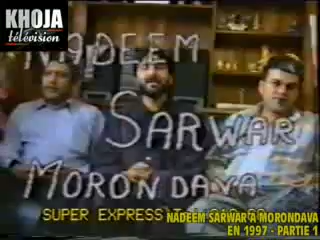 KHOJA
télévision
NADEEM
SARWAR
MORONDAVA
SUPER EXPRESS
NADEEM SARWAR A MORONDAVA
EN 1997 - PARTIE 1